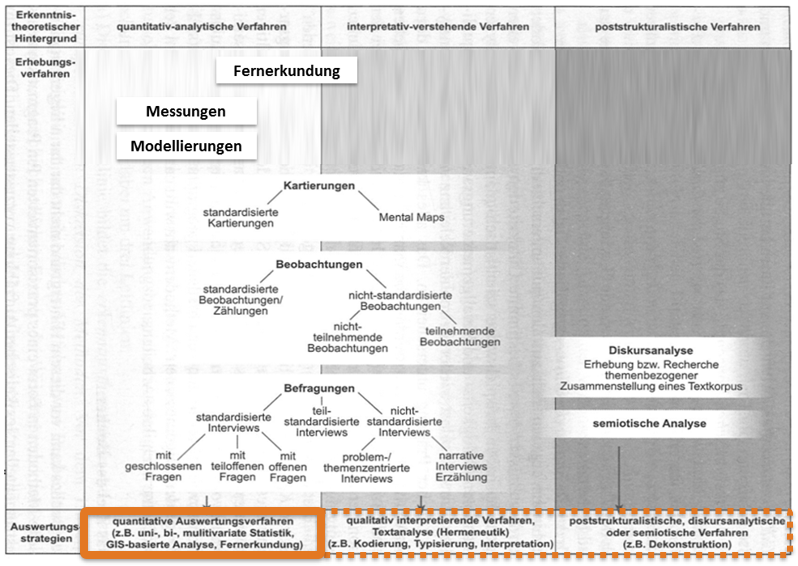 Erkenntnis-
theoretischer
Hintergrund
quantitativ-analytische Verfahren
interpretativ-verstehende Verfahren
poststrukturalistische Verfahren
Erhebungs-
verfahren
Fernerkundung
Messungen
Modellierungen
Kartierungen
standardisierte
Kartierungen
Mental Maps
Beobachtungen
standardisierte
Beobachtungen/
Zählungen
nicht-standardisierte
Beobachtungen
nicht-
teilnehmende
Beobachtungen
teilnehmende
Beobachtungen
Diskursanalyse
Erhebung bzw. Recherche
themenbezogener
Zusammenstellung eines Textkorpus
semiotische Analyse
Befragungen
standardisierte
Interviews
teil-
standardisierte
Interviews
nicht-
standardisierte
Interviews
mit
geschlossenen
Fragen
mit
teiloffenen
Fragen
mit
offenen
Fragen
problem-/
themenzentrierte
Interviews
narrative
Interviews
Erzählung
Auswertungs
strategien
quantitative Auswertungsverfahren
(z.B. uni-, bi-, mulitivariate Statistik,
GIS-basierte Analyse, Fernerkundung)
qualitativ interpretierende Verfahren,
Textanalyse (Hermeneutik)
(z.B. Kodierung, Typisierung, Interpretation)
poststrukturalistische, diskursanalytische
oder semiotische Verfahren
(z.B. Dekonstruktion)